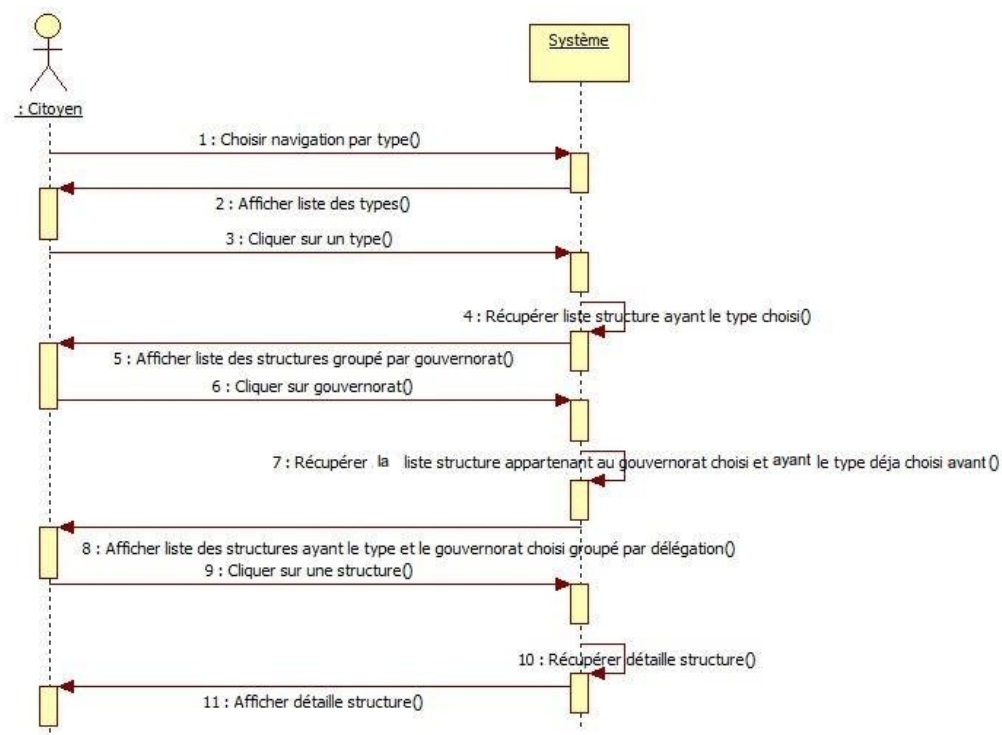 Système
: Citoyen
1 : Choisir navigation par type()
2 : Afficher liste des types()
3 : Cliquer sur un type()
4 : Récupérer liste structure ayant le type choisi()
5 : Afficher liste des structures groupé par gouvernorat()
6 : Cliquer sur gouvernorat()
7 : Récupérer la liste structure appartenant au gouvernorat choisi et ayant le type déja choisi avant()
8 : Afficher liste des structures ayant le type et le gouvernorat choisi groupé par délégation()
9 : Cliquer sur une structure()
10 : Récupérer détaille structure()
11 : Afficher détaille structure()